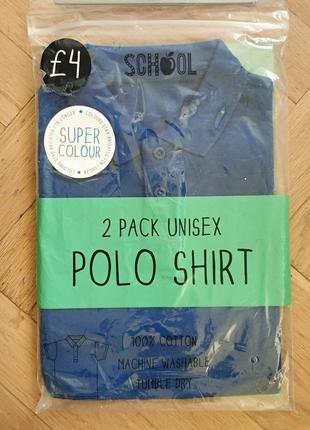 £4
SCHOOL
SUPER
COLOUR
2 PACK UNISEX
POLO SHIRT
100% COTTON
MACHINE WASHABLE
TUMBLE DRY